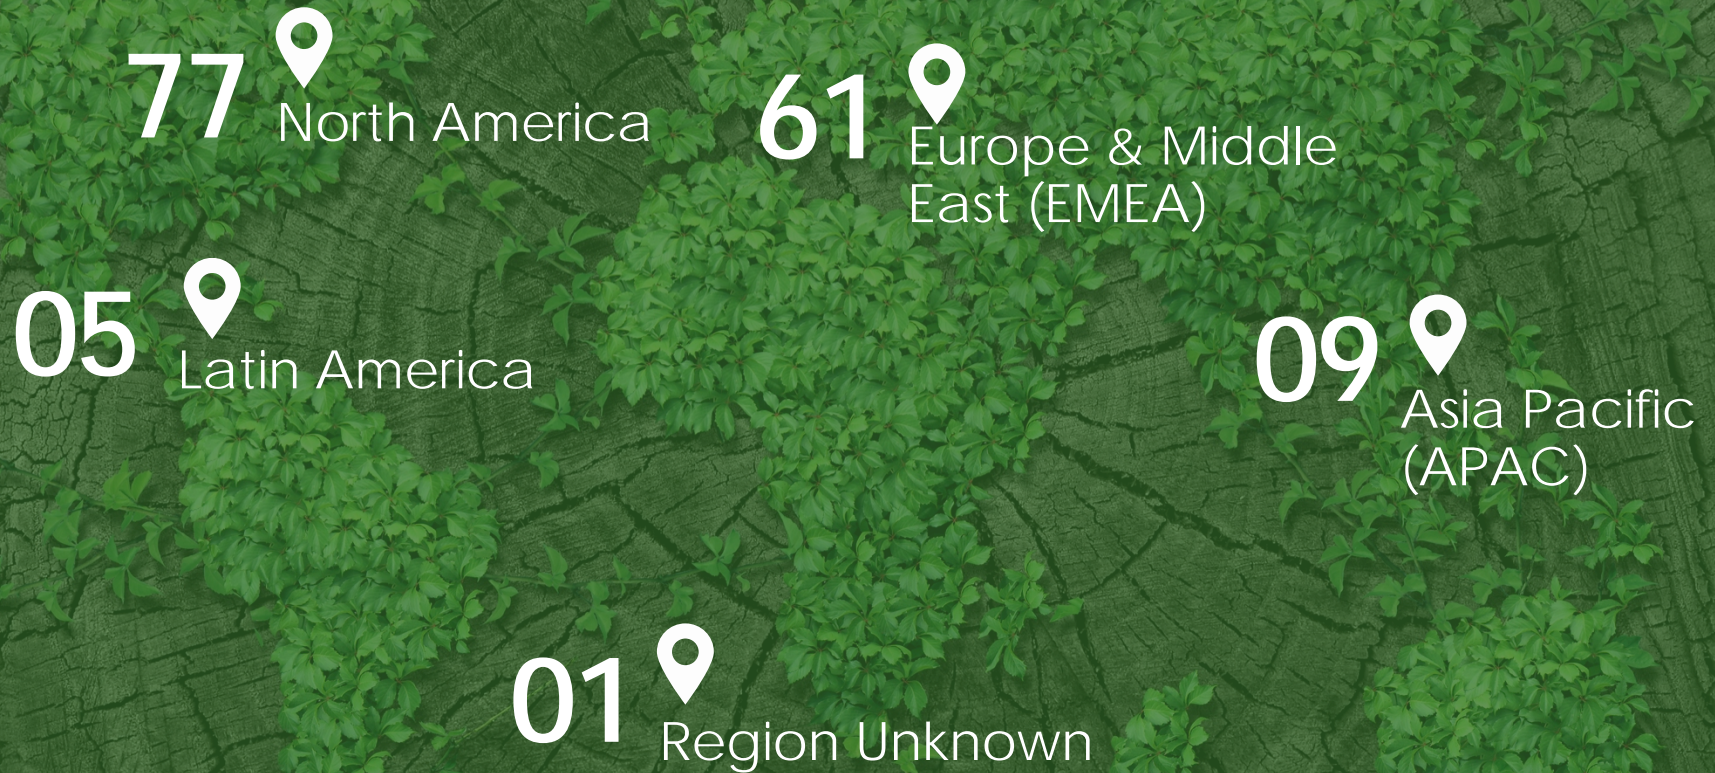 77
North America
61
Europe & Middle
East (EMEA)
05
Latin America
09
Asia Pacific
(APAC)
01
Region Unknown